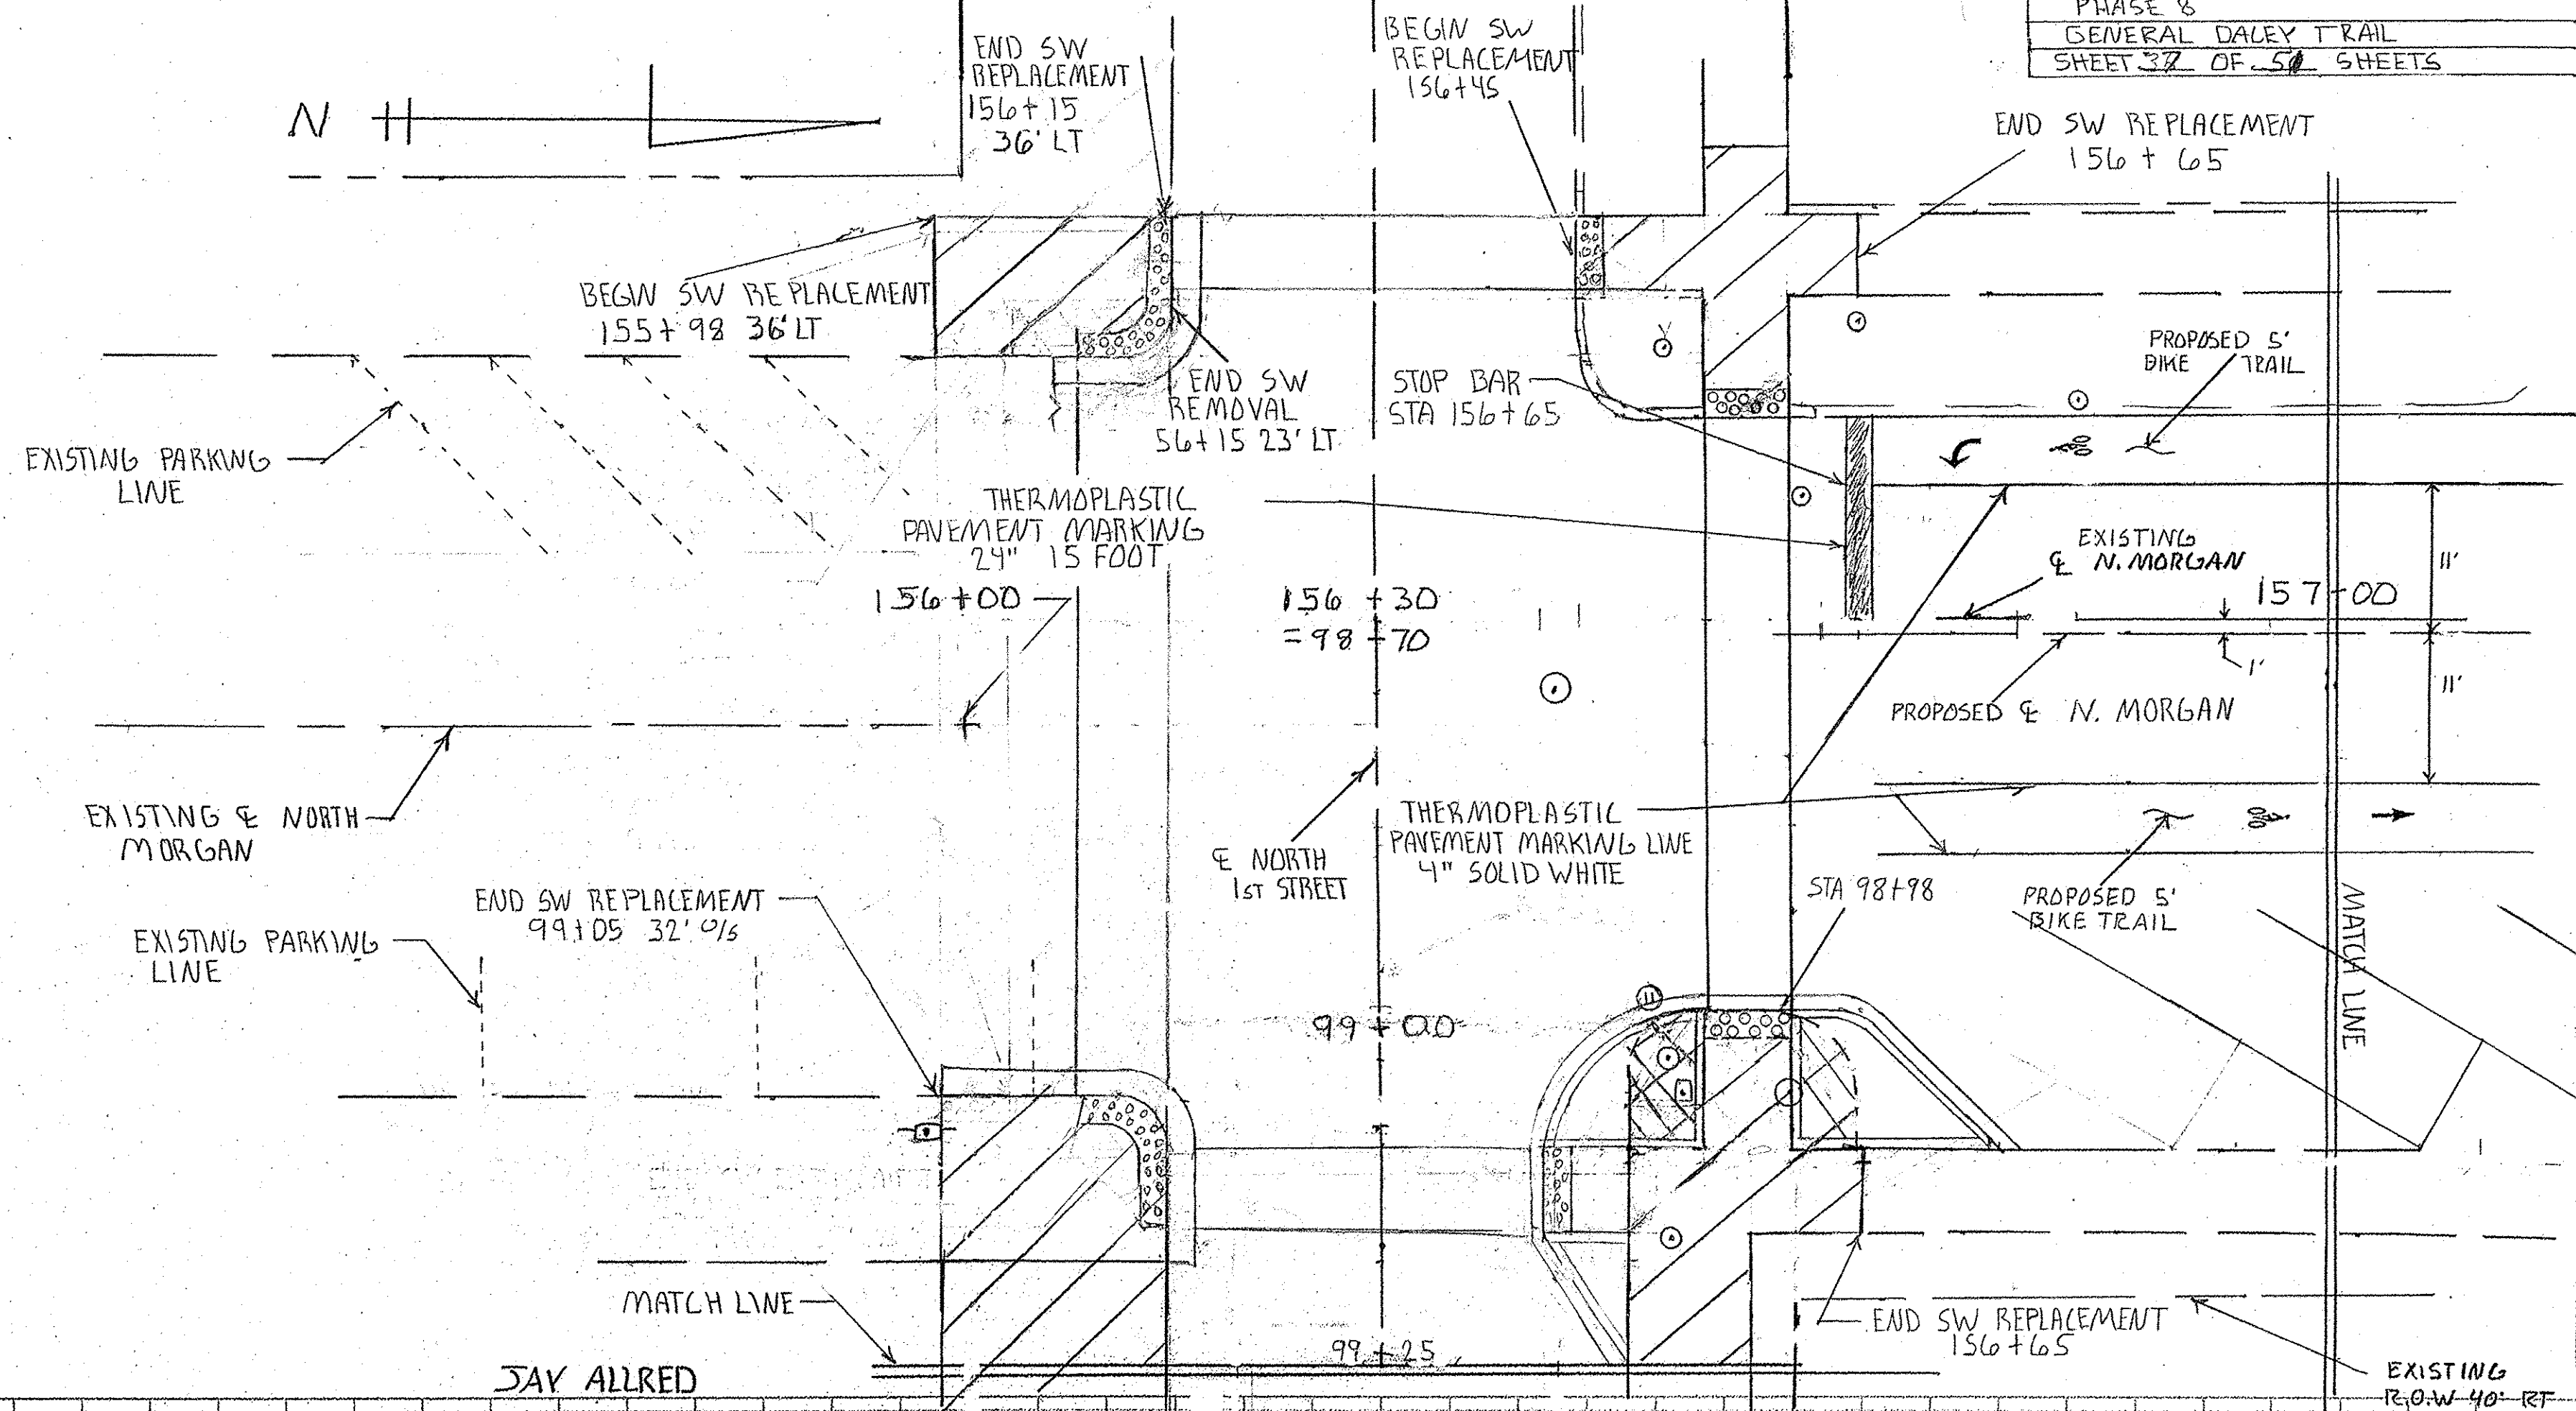 PHASE 8
GENERAL DALEY TRAIL
SHEET 37 OF 51 SHEETS
N
END SW
REPLACEMENT
156+15
36' LT
BEGIN SW
REPLACEMENT
156+45
END SW REPLACEMENT
156 + 65
BEGIN SW REPLACEMENT
155+98 36' LT
END SW
REMOVAL
56+15 23' LT
STOP BAR
STA 156+65
PROPOSED 5'
BIKE TRAIL
EXISTING PARKING
LINE
THERMOPLASTIC
PAVEMENT MARKING
24" 15 FOOT
156+00
156 +30
=98+70
EXISTING
℄ N. MORGAN
157+00
11'
1'
11'
PROPOSED ℄ N. MORGAN
EXISTING ℄ NORTH
MORGAN
℄ NORTH
1ST STREET
THERMOPLASTIC
PAVEMENT MARKING LINE
4" SOLID WHITE
STA 98+98
PROPOSED 5'
BIKE TRAIL
MATCH LINE
END SW REPLACEMENT
99+05 32' O/S
EXISTING PARKING
LINE
99+00
MATCH LINE
99+25
END SW REPLACEMENT
156+65
JAY ALLRED
EXISTING
R.O.W 40' RT